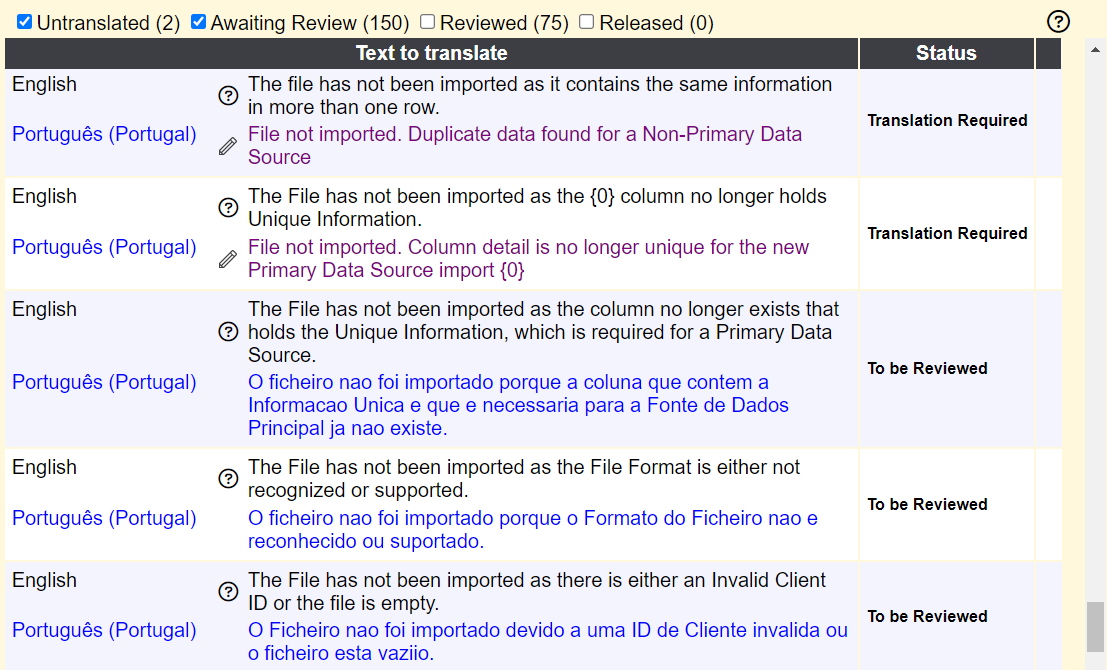 Untranslated (2) Awaiting Review (150) Reviewed (75) Released (0)
Text to translate Status
English
The file has not been imported as it contains the same information
in more than one row.
Português (Portugal)
File not imported. Duplicate data found for a Non-Primary Data
Source
Translation Required
English
The File has not been imported as the {0} column no longer holds
Unique Information.
Português (Portugal)
File not imported. Column detail is no longer unique for the new
Primary Data Source import {0}
Translation Required
English
The File has not been imported as the column no longer exists that
holds the Unique Information, which is required for a Primary Data
Source.
Português (Portugal)
O ficheiro nao foi importado porque a coluna que contem a
Informacao Unica e que e necessaria para a Fonte de Dados
Principal ja nao existe.
To be Reviewed
English
The File has not been imported as the File Format is either not
recognized or supported.
Português (Portugal)
O ficheiro nao foi importado porque o Formato do Ficheiro nao e
reconhecido ou suportado.
To be Reviewed
English
The File has not been imported as there is either an Invalid Client
ID or the file is empty.
Português (Portugal)
O Ficheiro nao foi importado devido a uma ID de Cliente invalida ou
o ficheiro esta vaziio.
To be Reviewed